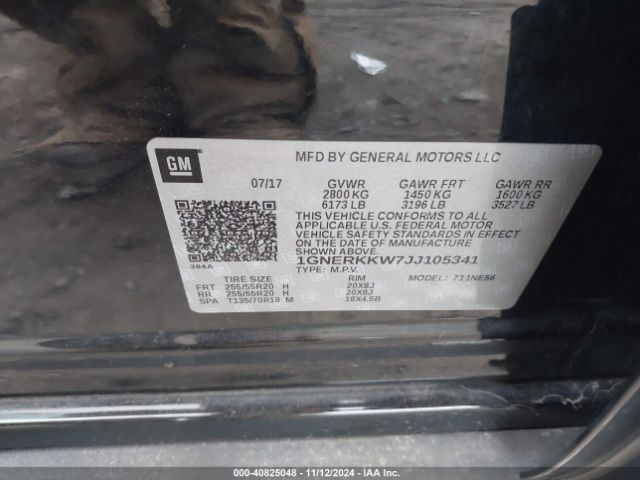 GM
MFD BY GENERAL MOTORS LLC
07/17 GVWR GAWR FRT GAWR RR
2800 KG 1450 KG 1600 KG
6173 LB 3196 LB 3527 LB
THIS VEHICLE CONFORMS TO ALL
APPLICABLE U.S. FEDERAL MOTOR
VEHICLE SAFETY STANDARDS IN EFFECT
ON THE DATE OF MANUFACTURE
SHOWN ABOVE.
1GNERKKW7JJ105341
394A TYPE: M.P.V. MODEL: 711NE56
TIRE SIZE RIM
FRT 255/55R20 H 20X8J
RR 255/55R20 H 20X8J
SPA T135/70R18 M 18X4.5B
000-40825048 - 11/12/2024 - IAA Inc.